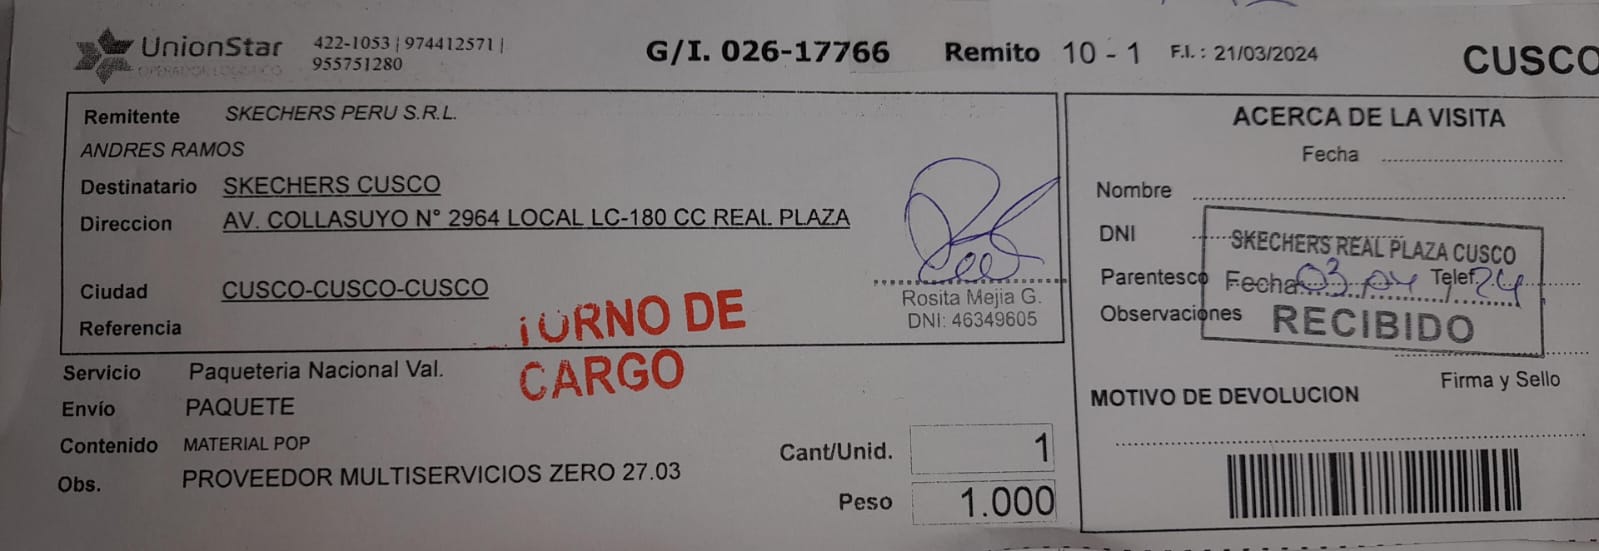 UnionStar
OPERADOR LOGISTICO
422-1053 | 974412571 |
955751280
G/I. 026-17766 Remito 10 - 1 F.I. : 21/03/2024
CUSCO
Remitente SKECHERS PERU S.R.L.
ANDRES RAMOS
Destinatario SKECHERS CUSCO
Direccion AV. COLLASUYO N° 2964 LOCAL LC-180 CC REAL PLAZA
Ciudad CUSCO-CUSCO-CUSCO
Referencia
TURNO DE
CARGO
Rosita Mejia G.
DNI: 46349605
Servicio Paqueteria Nacional Val.
Envío PAQUETE
Contenido MATERIAL POP
Obs. PROVEEDOR MULTISERVICIOS ZERO 27.03
Cant/Unid. 1
Peso 1.000
ACERCA DE LA VISITA
Fecha
Nombre
DNI
Parentesco
Observaciones
SKECHERS REAL PLAZA CUSCO
Fecha 03.04 Telef. 24
RECIBIDO
Firma y Sello
MOTIVO DE DEVOLUCION